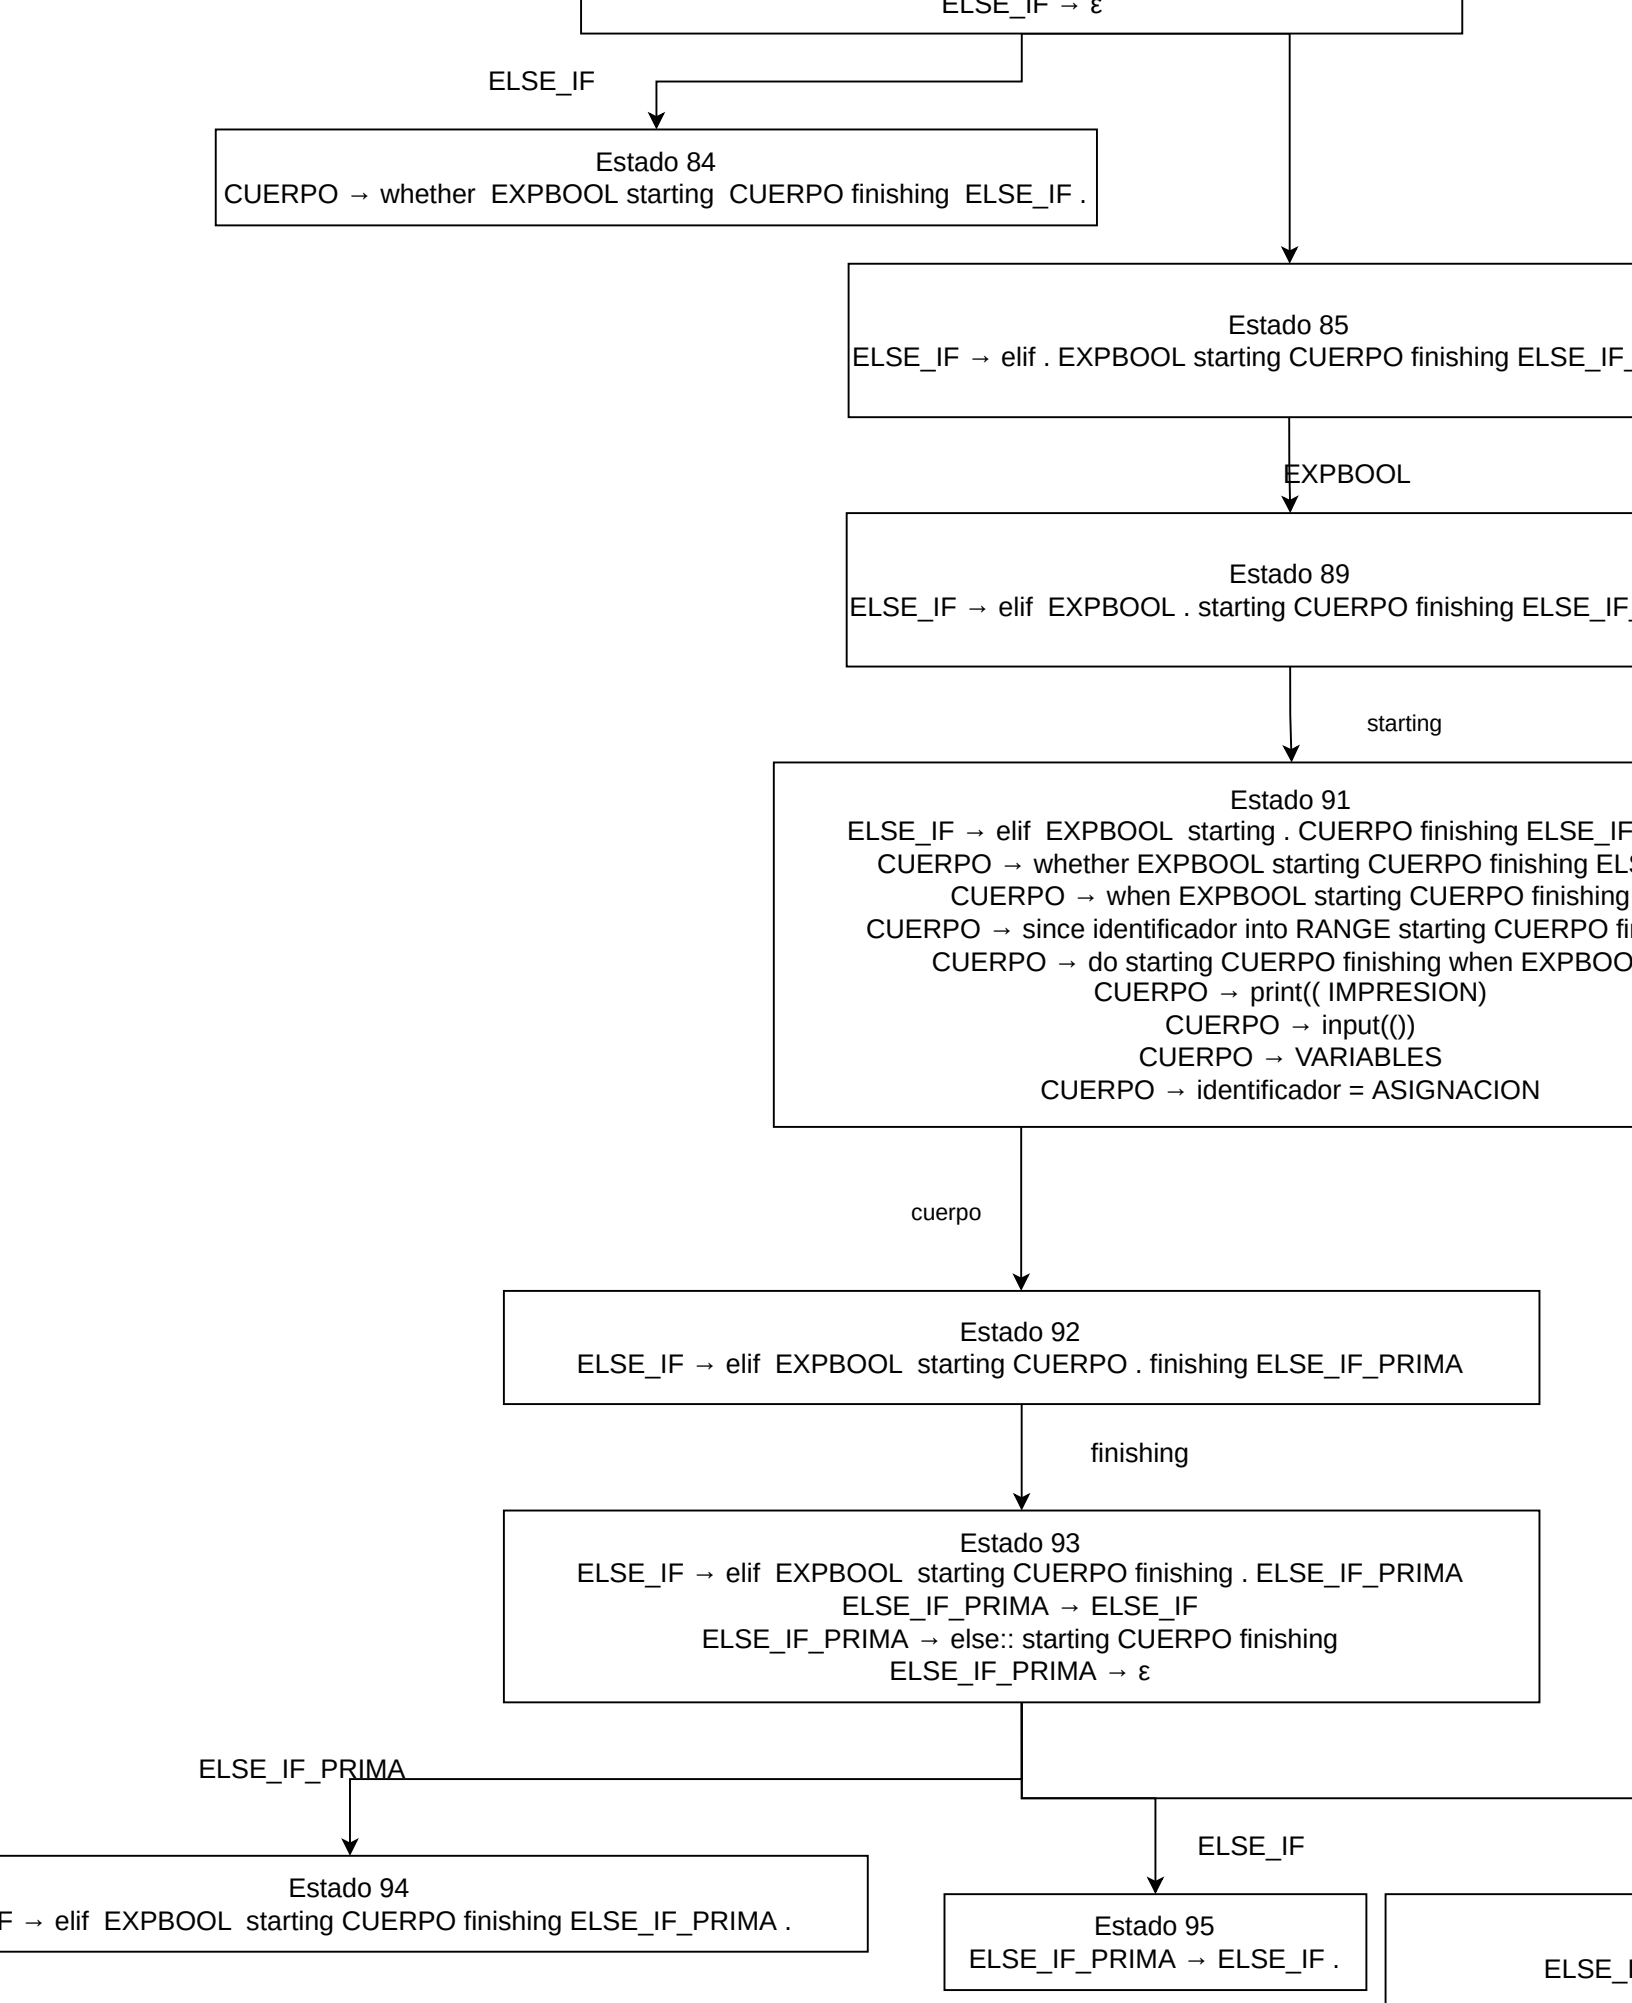 ELSE_IF → ε
ELSE_IF
Estado 84
CUERPO → whether EXPBOOL starting CUERPO finishing ELSE_IF .
Estado 85
ELSE_IF → elif . EXPBOOL starting CUERPO finishing ELSE_IF_
EXPBOOL
Estado 89
ELSE_IF → elif EXPBOOL . starting CUERPO finishing ELSE_IF_
starting
Estado 91
ELSE_IF → elif EXPBOOL starting . CUERPO finishing ELSE_IF
CUERPO → whether EXPBOOL starting CUERPO finishing
CUERPO → when EXPBOOL starting CUERPO finishing
CUERPO → since identificador into RANGE starting CUERPO
CUERPO → do starting CUERPO finishing when
CUERPO → print(( IMPRESION)
CUERPO → input(())
CUERPO → VARIABLES
CUERPO → identificador = ASIGNACION
cuerpo
Estado 92
ELSE_IF → elif EXPBOOL starting CUERPO . finishing ELSE_IF_PRIMA
finishing
Estado 93
ELSE_IF → elif EXPBOOL starting CUERPO finishing . ELSE_IF_PRIMA
ELSE_IF_PRIMA → ELSE_IF
ELSE_IF_PRIMA → else:: starting CUERPO finishing
ELSE_IF_PRIMA → ε
ELSE_IF_PRIMA
ELSE_IF
Estado 94
F → elif EXPBOOL starting CUERPO finishing ELSE_IF_PRIMA .
Estado 95
ELSE_IF_PRIMA → ELSE_IF .